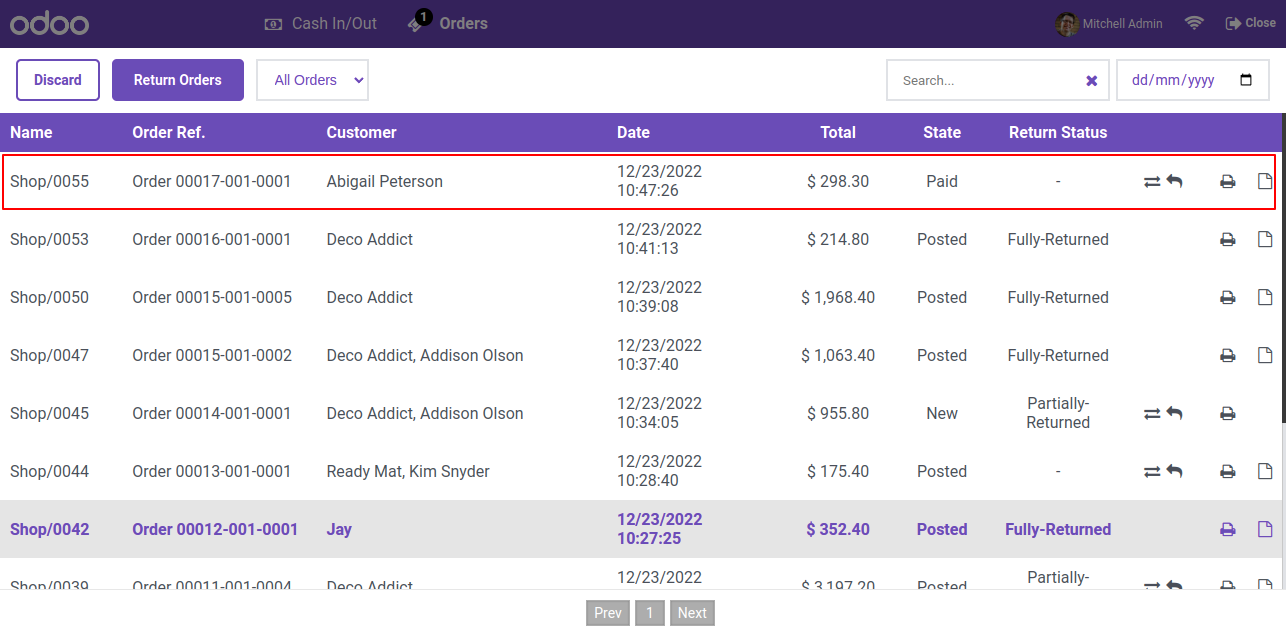 odoo Cash In/Out 1 Orders Mitchell Admin Close
Discard Return Orders All Orders Search... dd/mm/yyyy
Name Order Ref. Customer Date Total State Return Status
Shop/0055 Order 00017-001-0001 Abigail Peterson 12/23/2022 10:47:26 $ 298.30 Paid -
Shop/0053 Order 00016-001-0001 Deco Addict 12/23/2022 10:41:13 $ 214.80 Posted Fully-Returned
Shop/0050 Order 00015-001-0005 Deco Addict 12/23/2022 10:39:08 $ 1,968.40 Posted Fully-Returned
Shop/0047 Order 00015-001-0002 Deco Addict, Addison Olson 12/23/2022 10:37:40 $ 1,063.40 Posted Fully-Returned
Shop/0045 Order 00014-001-0001 Deco Addict, Addison Olson 12/23/2022 10:34:05 $ 955.80 New Partially-Returned
Shop/0044 Order 00013-001-0001 Ready Mat, Kim Snyder 12/23/2022 10:28:40 $ 175.40 Posted -
Shop/0042 Order 00012-001-0001 Jay 12/23/2022 10:27:25 $ 352.40 Posted Fully-Returned
Shop/0039 Order 00011-001-0004 Deco Addict 12/23/2022 $ 3,197.20 Posted Partially-
Prev 1 Next